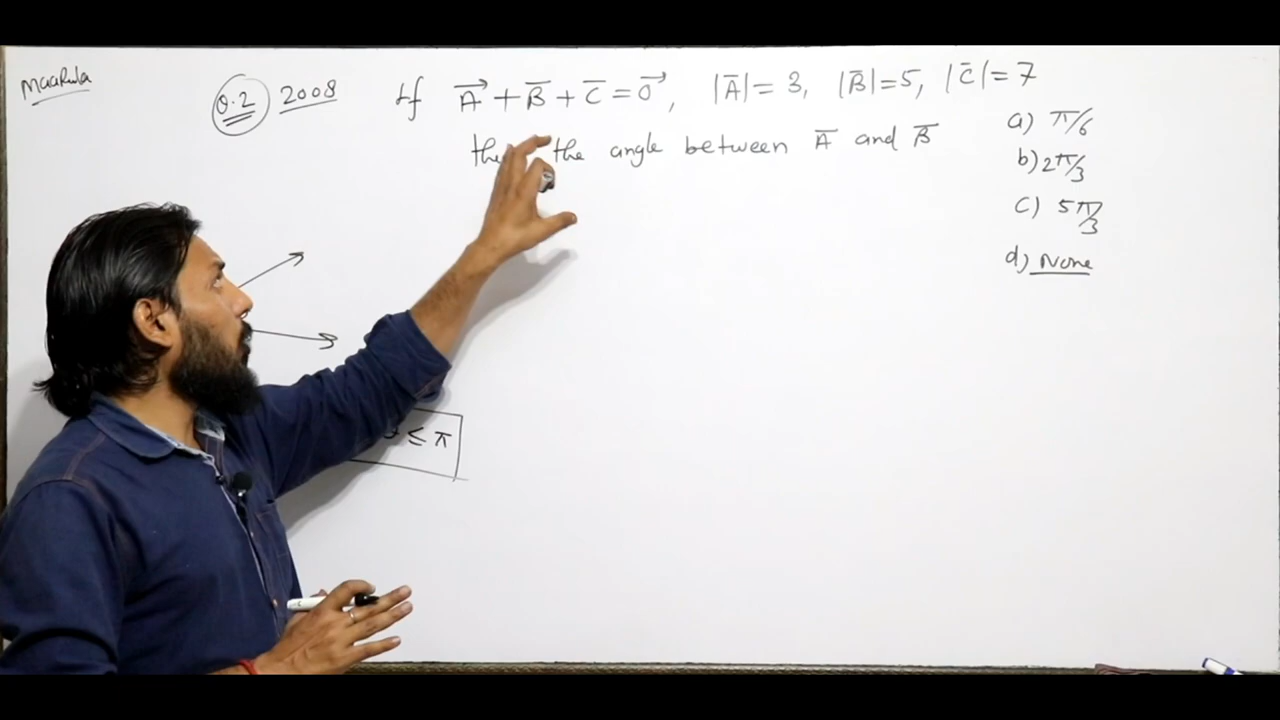 Maarula
Q.2 2008 If A⃗ + B̅ + C̅ = 0⃗, |A̅| = 3, |B̅| = 5, |C̅| = 7
the angle between A̅ and B̅
a) π/6
b) 2π/3
c) 5π/3
d) None
≤ π